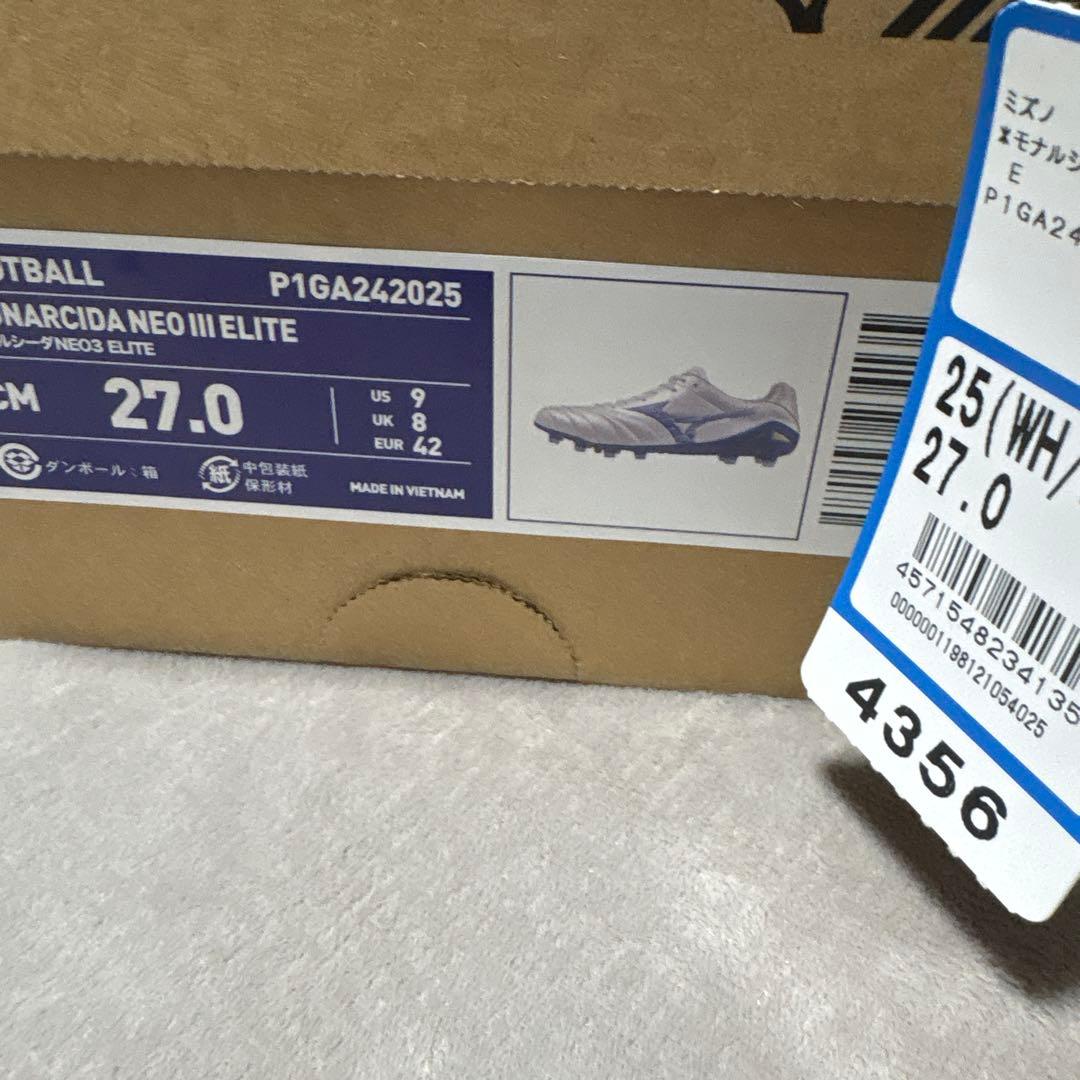 OTBALL
P1GA242025
ONARCIDA NEO III ELITE
ルシーダNEO3 ELITE
CM
27.0
US 9
UK 8
EUR 42
ダンボール:箱
紙
中包装紙
保形材
MADE IN VIETNAM
ミズノ
モナルシ
E
P1GA24
25(WH/
27.0
4571548234135
0000001198121054025
4356